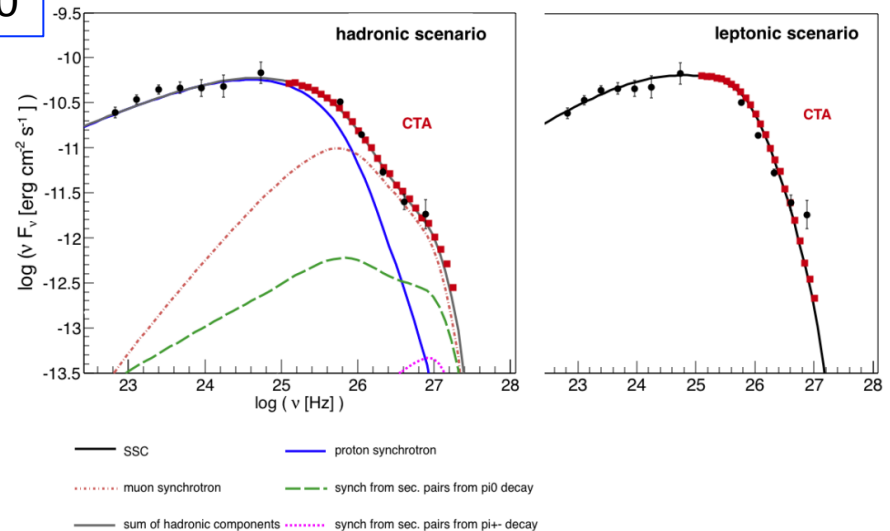 0
hadronic scenario
leptonic scenario
CTA
CTA
log (ν Fν [erg cm⁻² s⁻¹ ])
-9.5
-10
-10.5
-11
-11.5
-12
-12.5
-13
-13.5
23 24 25 26 27 28
23 24 25 26 27 28
log ( ν [Hz] )
SSC
proton synchrotron
muon synchrotron
synch from sec. pairs from pi0 decay
sum of hadronic components
synch from sec. pairs from pi+- decay